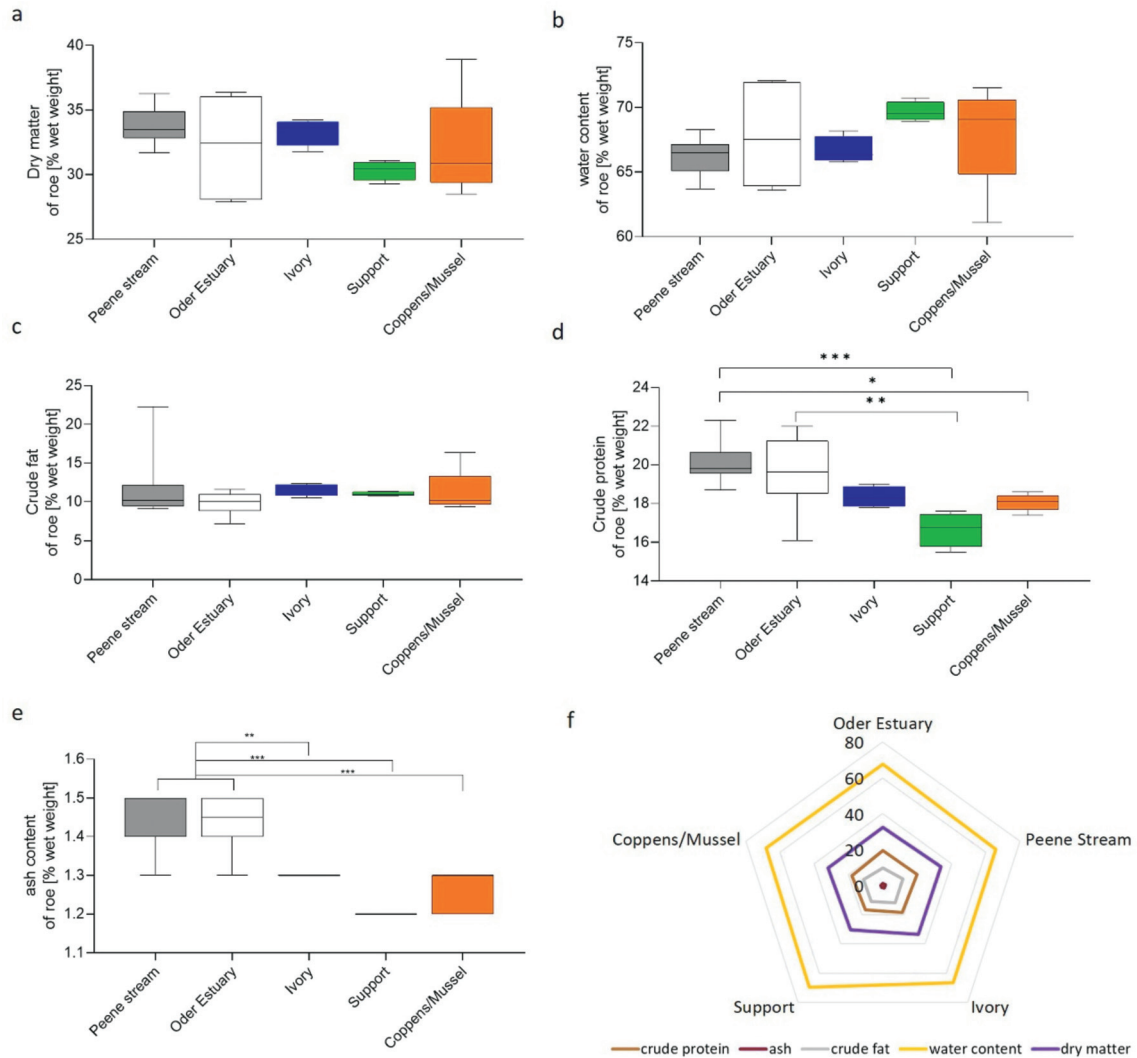 a
Dry matter
of roe [% wet weight]
40
35
30
25
Peene stream
Oder Estuary
Ivory
Support
Coppens/Mussel
b
water content
of roe [% wet weight]
75
70
65
60
Peene stream
Oder Estuary
Ivory
Support
Coppens/Mussel
c
Crude fat
of roe [% wet weight]
25
20
15
10
5
0
Peene stream
Oder Estuary
Ivory
Support
Coppens/Mussel
d
***
*
**
Crude protein
of roe [% wet weight]
24
22
20
18
16
14
Peene stream
Oder Estuary
Ivory
Support
Coppens/Mussel
e
**
***
***
ash content
of roe [% wet weight]
1.6
1.5
1.4
1.3
1.2
1.1
Peene stream
Oder Estuary
Ivory
Support
Coppens/Mussel
f
Oder Estuary
80
60
40
20
0
Coppens/Mussel
Peene Stream
Support
Ivory
crude protein ash crude fat water content dry matter